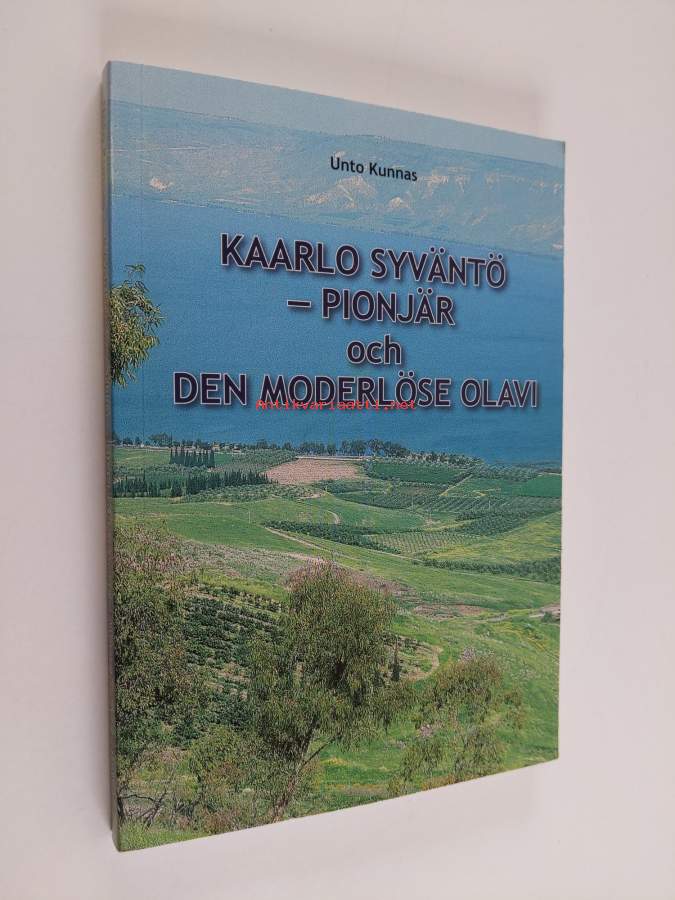 Unto Kunnas
KAARLO SYVÄNTÖ
– PIONJÄR
och
DEN MODERLÖSE OLAVI
Antikvariaatti.net